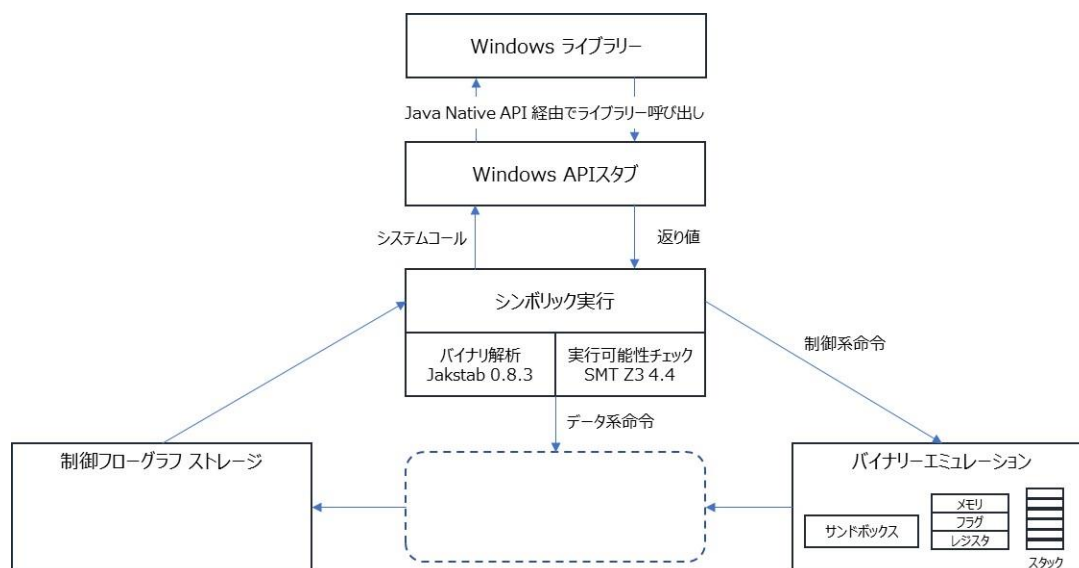 Windows ライブラリー
Java Native API 経由でライブラリー呼び出し
Windows APIスタブ
システムコール
返り値
シンボリック実行
バイナリ解析
Jakstab 0.8.3
実行可能性チェック
SMT Z3 4.4
制御系命令
データ系命令
制御フローグラフ ストレージ
バイナリーエミュレーション
サンドボックス
メモリ
フラグ
レジスタ
スタック